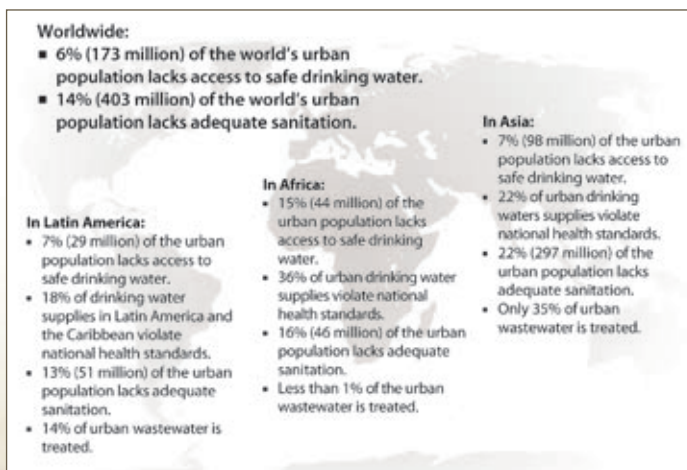 Worldwide:
▪ 6% (173 million) of the world's urban
population lacks access to safe drinking water.
▪ 14% (403 million) of the world's urban
population lacks adequate sanitation.
In Latin America:
▪ 7% (29 million) of the urban
population lacks access to
safe drinking water.
▪ 18% of drinking water
supplies in Latin America and
the Caribbean violate
national health standards.
▪ 13% (51 million) of the urban
population lacks adequate
sanitation.
▪ 14% of urban wastewater is
treated.
In Africa:
▪ 15% (44 million) of the
urban population lacks
access to safe drinking
water.
▪ 36% of urban drinking water
supplies violate national
health standards.
▪ 16% (46 million) of the urban
population lacks adequate
sanitation.
▪ Less than 1% of the urban
wastewater is treated.
In Asia:
▪ 7% (98 million) of the urban
population lacks access to
safe drinking water.
▪ 22% of urban drinking
waters supplies violate
national health standards.
▪ 22% (297 million) of the
urban population lacks
adequate sanitation.
▪ Only 35% of urban
wastewater is treated.